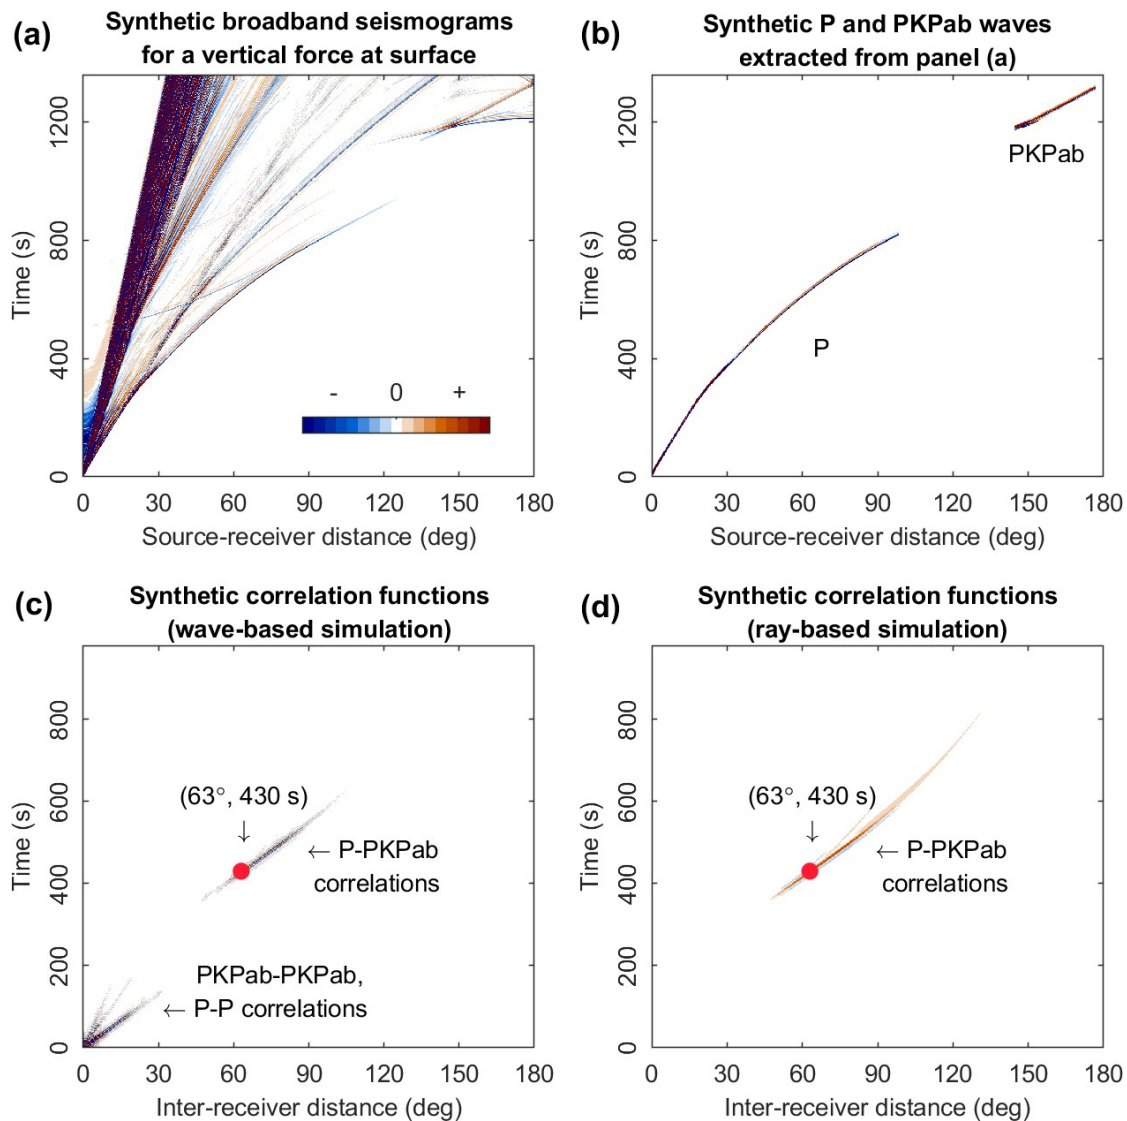 (a)
Synthetic broadband seismograms
for a vertical force at surface
Time (s)
0
400
800
1200
- 0 +
0 30 60 90 120 150 180
Source-receiver distance (deg)
(b)
Synthetic P and PKPab waves
extracted from panel (a)
Time (s)
0
400
800
1200
PKPab
P
0 30 60 90 120 150 180
Source-receiver distance (deg)
(c)
Synthetic correlation functions
(wave-based simulation)
Time (s)
0
200
400
600
800
(63°, 430 s)
↓
← P-PKPab
correlations
PKPab-PKPab,
← P-P correlations
0 30 60 90 120 150 180
Inter-receiver distance (deg)
(d)
Synthetic correlation functions
(ray-based simulation)
Time (s)
0
200
400
600
800
(63°, 430 s)
↓
← P-PKPab
correlations
0 30 60 90 120 150 180
Inter-receiver distance (deg)